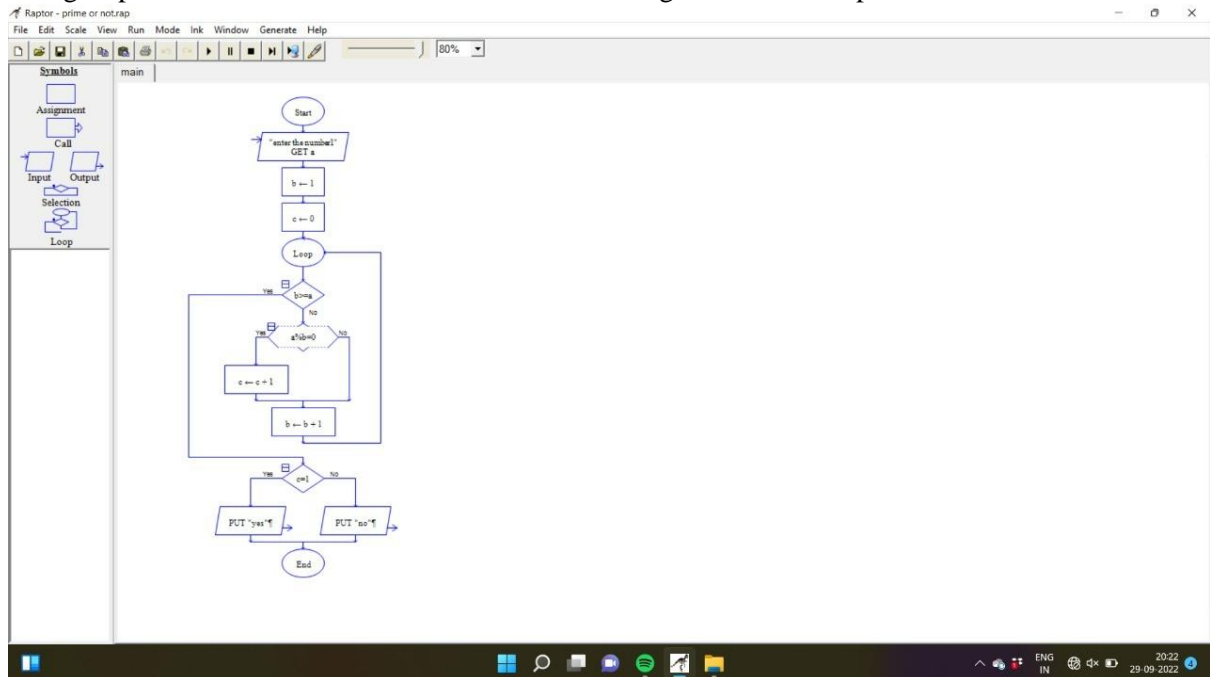 Raptor - prime or not.rap
File Edit Scale View Run Mode Ink Window Generate Help
80%
Symbols
main
Assignment
Call
Input Output
Selection
Loop
Start
"enter the number1"
GET a
b ← 1
c ← 0
Loop
Yes
b>=a
No
Yes
a%b=0
No
c ← c + 1
b ← b + 1
Yes
c=1
No
PUT "yes"¶
PUT "no"¶
End
ENG
IN
20:22
29-09-2022
4